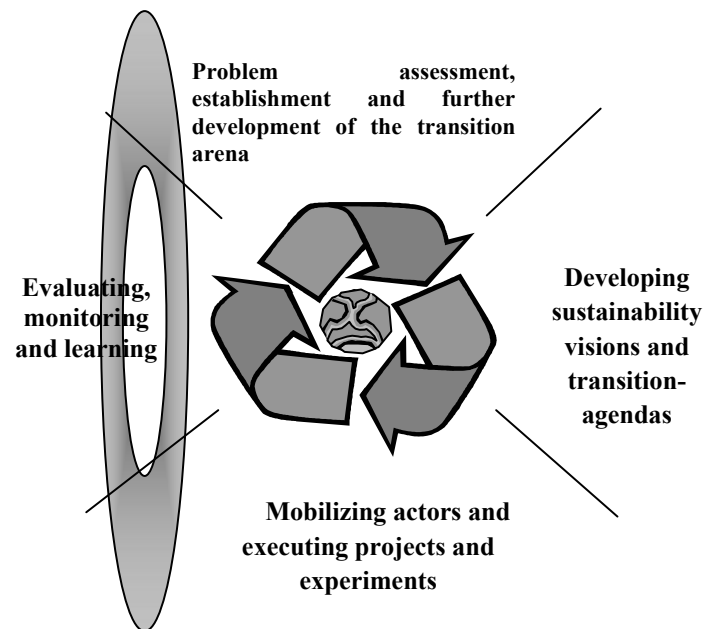 Problem assessment,
establishment and further
development of the transition
arena
Evaluating,
monitoring
and learning
Developing
sustainability
visions and
transition-
agendas
Mobilizing actors and
executing projects and
experiments